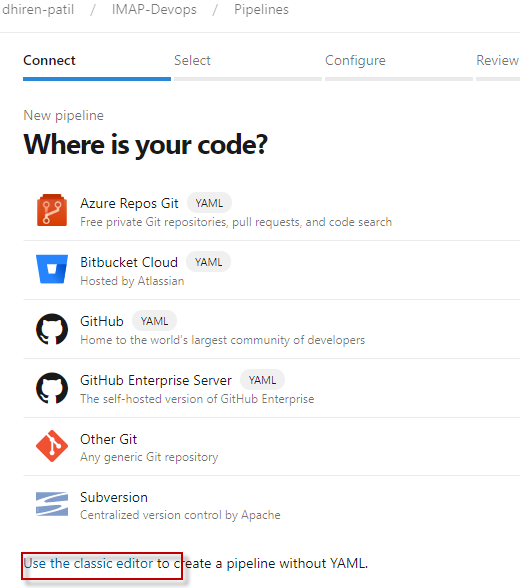 dhiren-patil / IMAP-Devops / Pipelines
Connect Select Configure Review
New pipeline
Where is your code?
Azure Repos Git YAML
Free private Git repositories, pull requests, and code search
Bitbucket Cloud YAML
Hosted by Atlassian
GitHub YAML
Home to the world's largest community of developers
GitHub Enterprise Server YAML
The self-hosted version of GitHub Enterprise
Other Git
Any generic Git repository
Subversion
Centralized version control by Apache
Use the classic editor to create a pipeline without YAML.